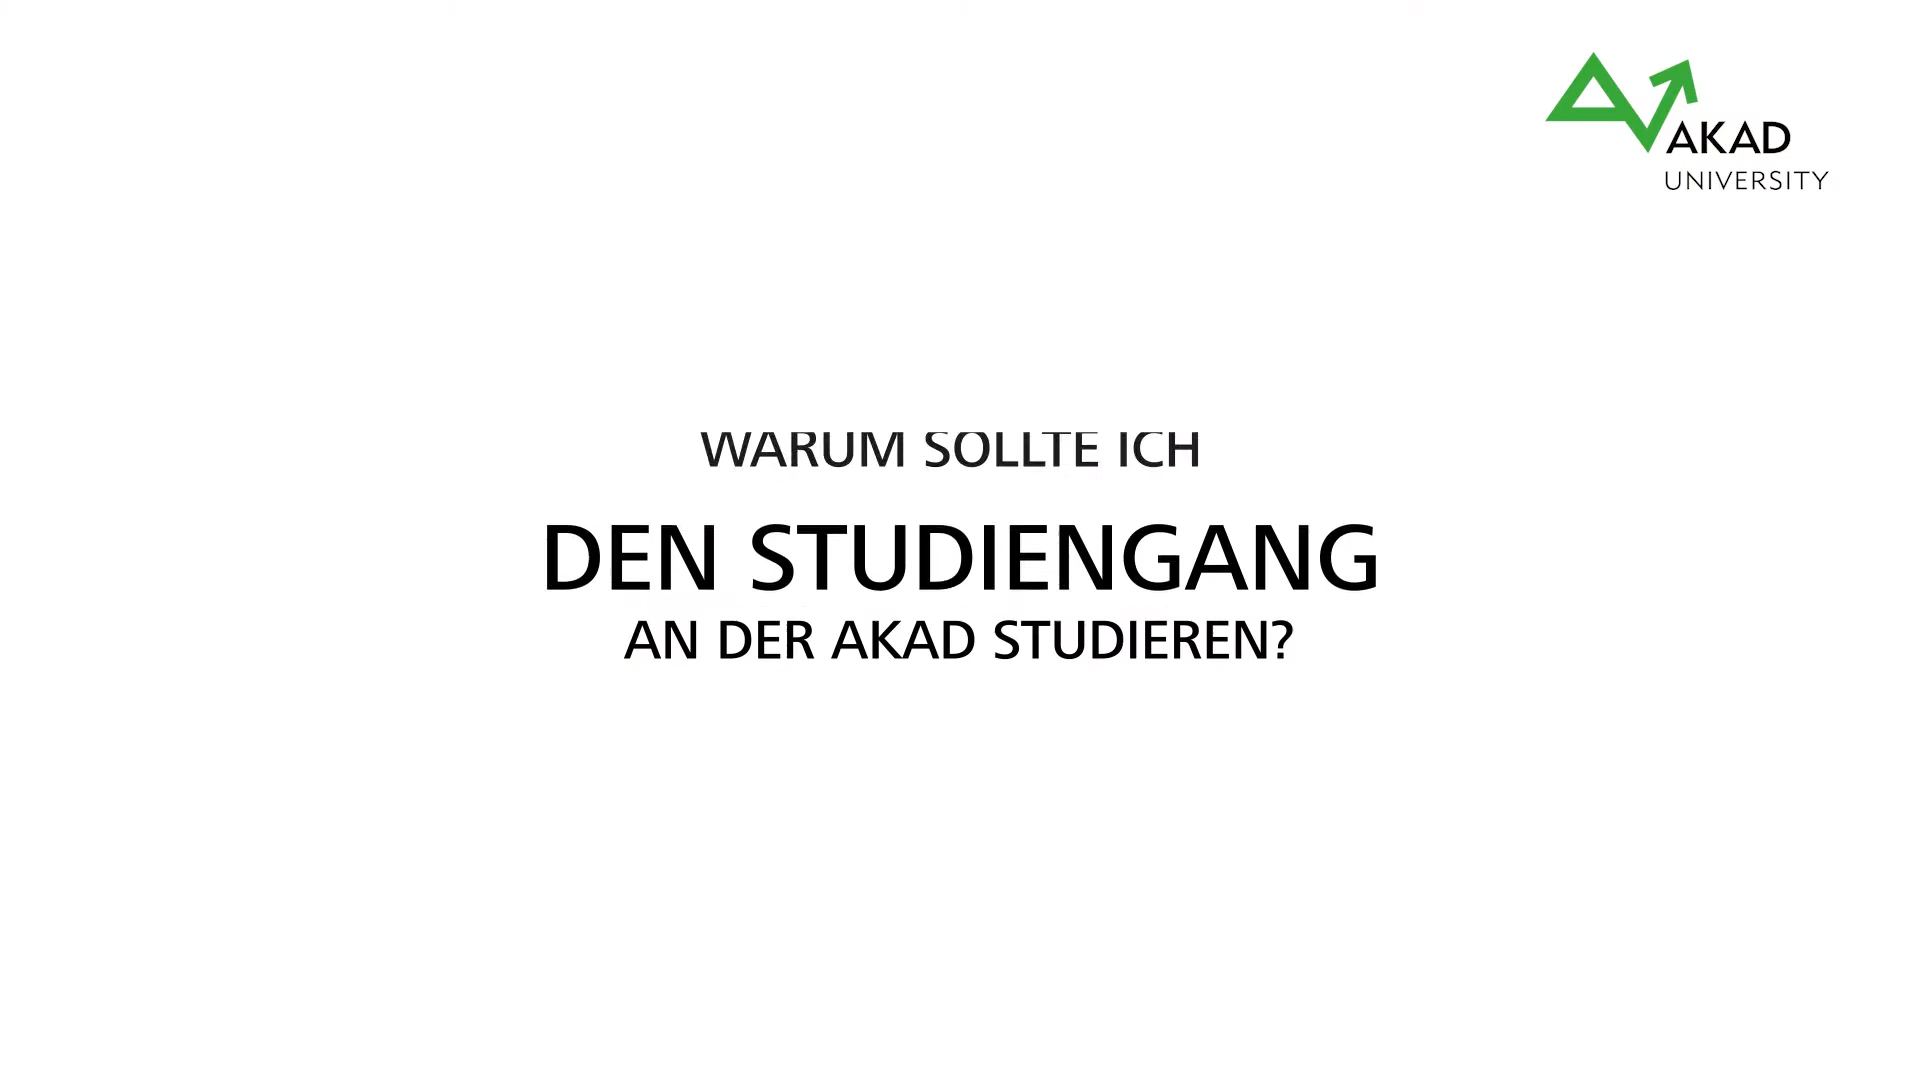 AKAD
UNIVERSITY
WARUM SOLLTE ICH
DEN STUDIENGANG
AN DER AKAD STUDIEREN?